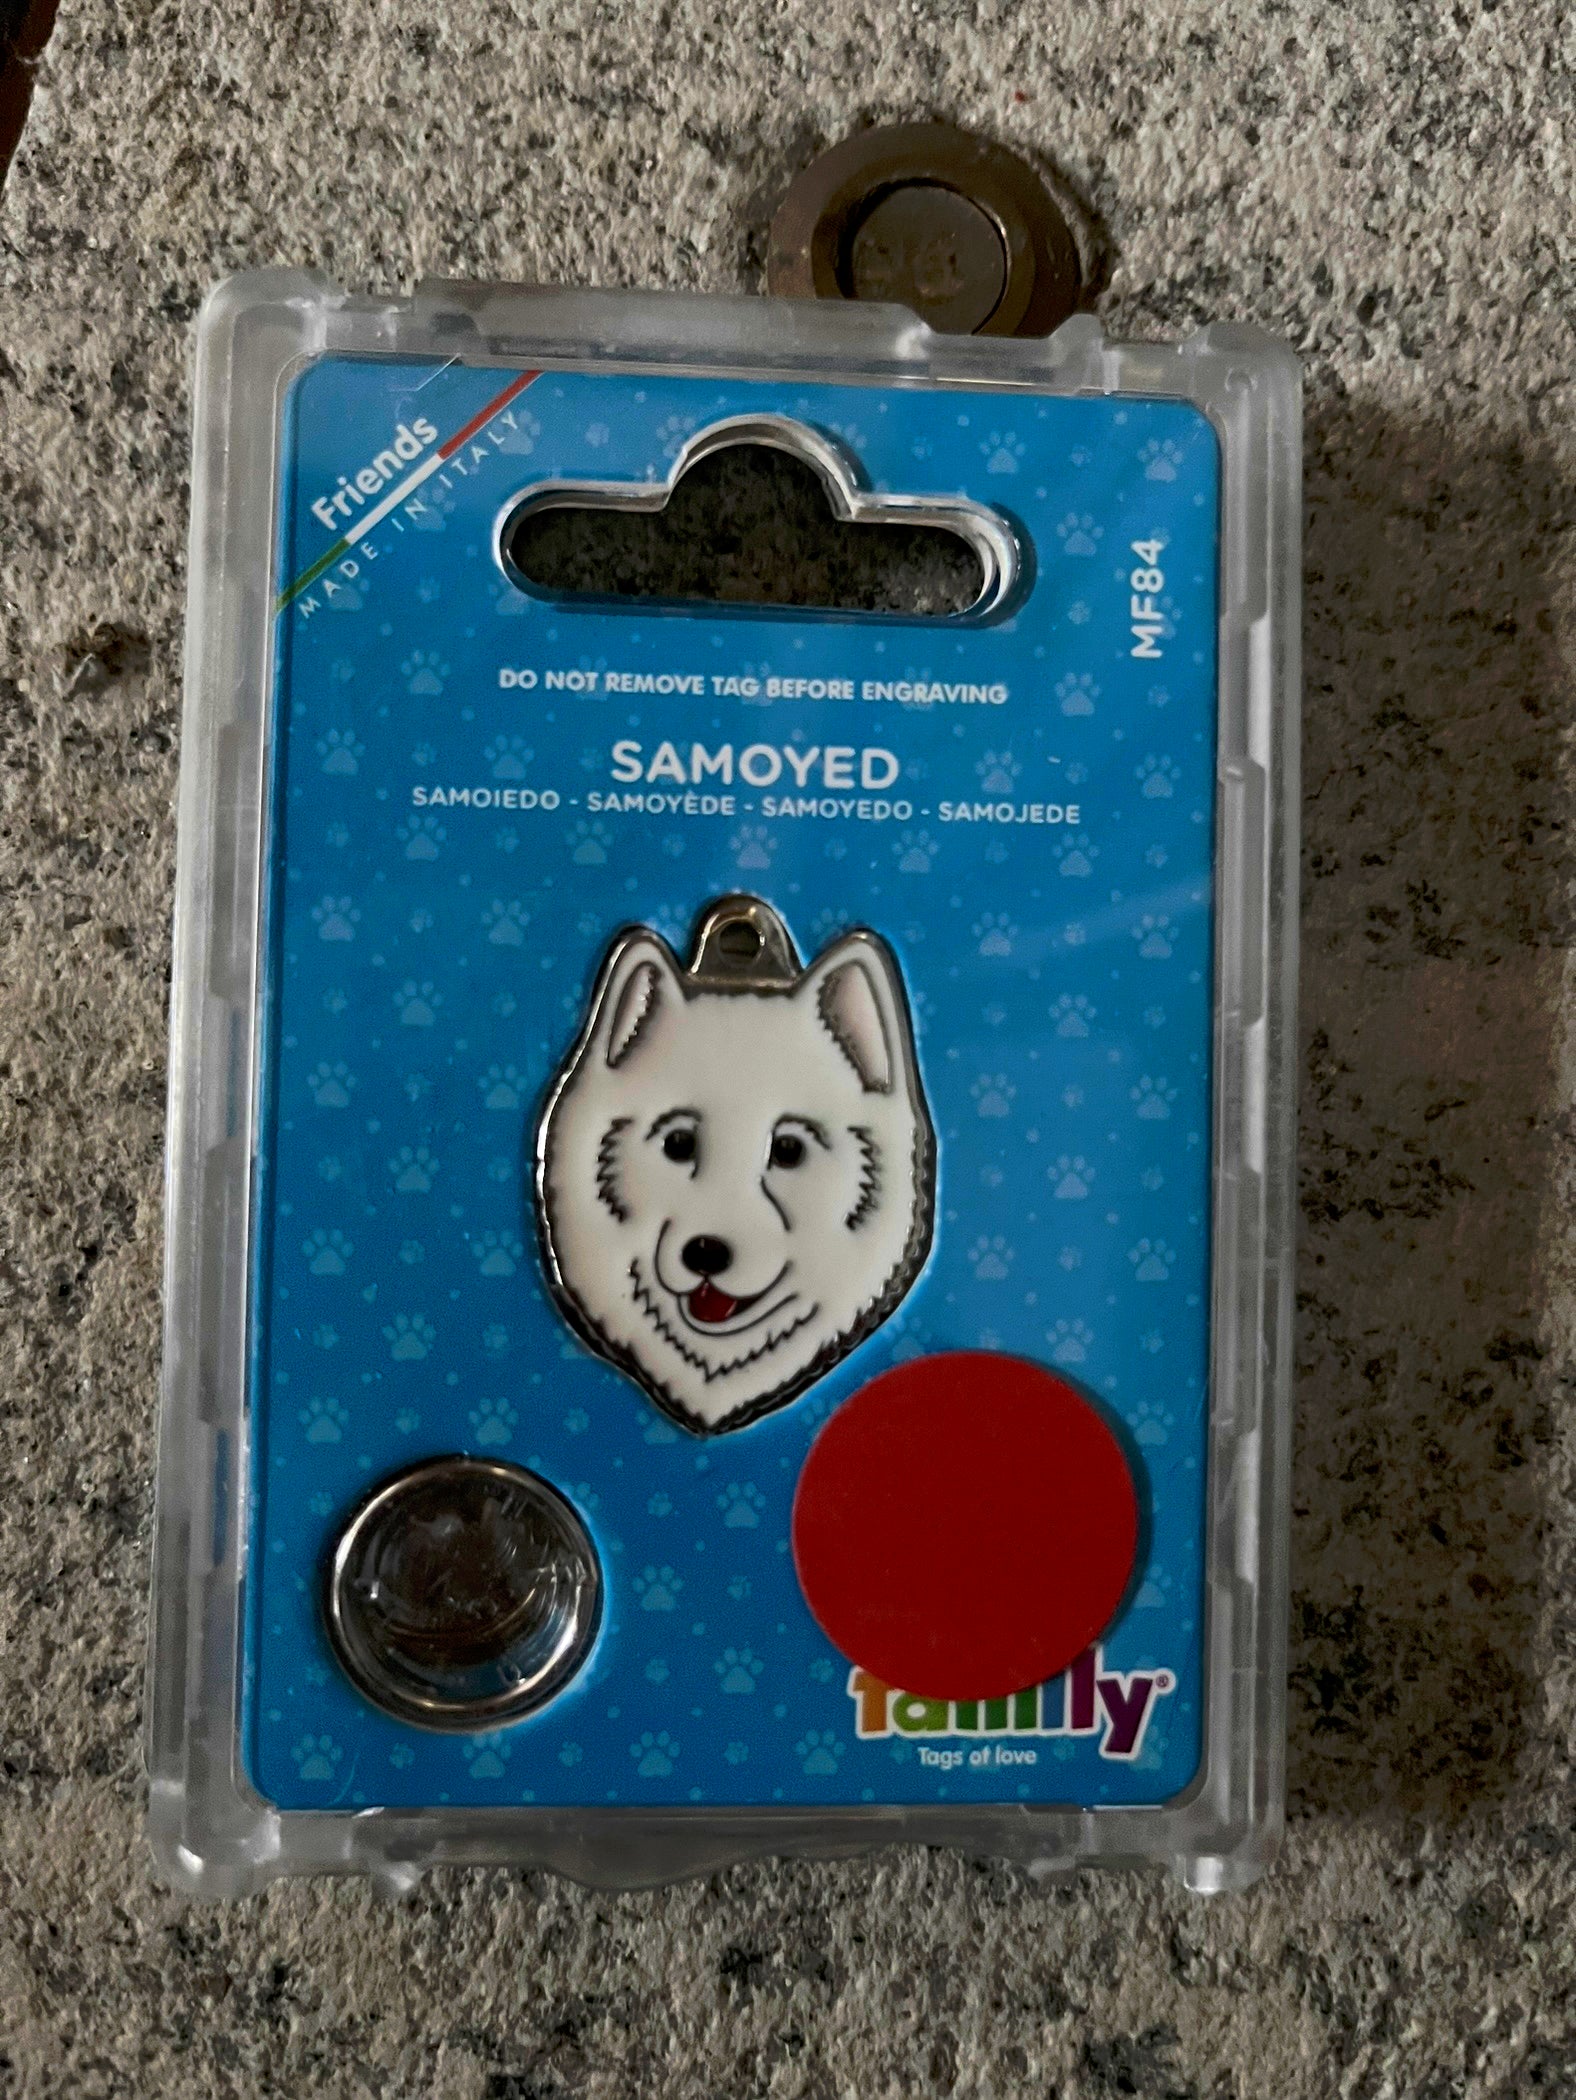 Friends
MADE IN ITALY
MF84
DO NOT REMOVE TAG BEFORE ENGRAVING
SAMOYED
SAMOIEDO - SAMOYÈDE - SAMOYEDO - SAMOJEDE
family®
Tags of love